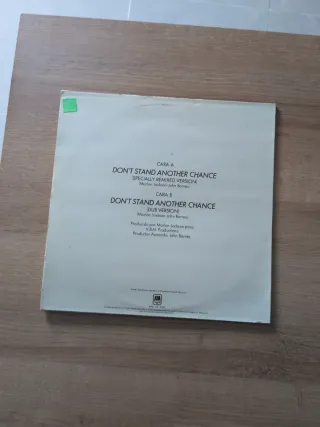 CARA A
DON'T STAND ANOTHER CHANCE
(SPECIALLY REMIXED VERSION)
(Marlon Jackson-John Barnes)
CARA B
DON'T STAND ANOTHER CHANCE
(DUB VERSION)
(Marlon Jackson-John Barnes)
Producido por Marlon Jackson para
Productions
Productor Asociado: John Barnes
A&M